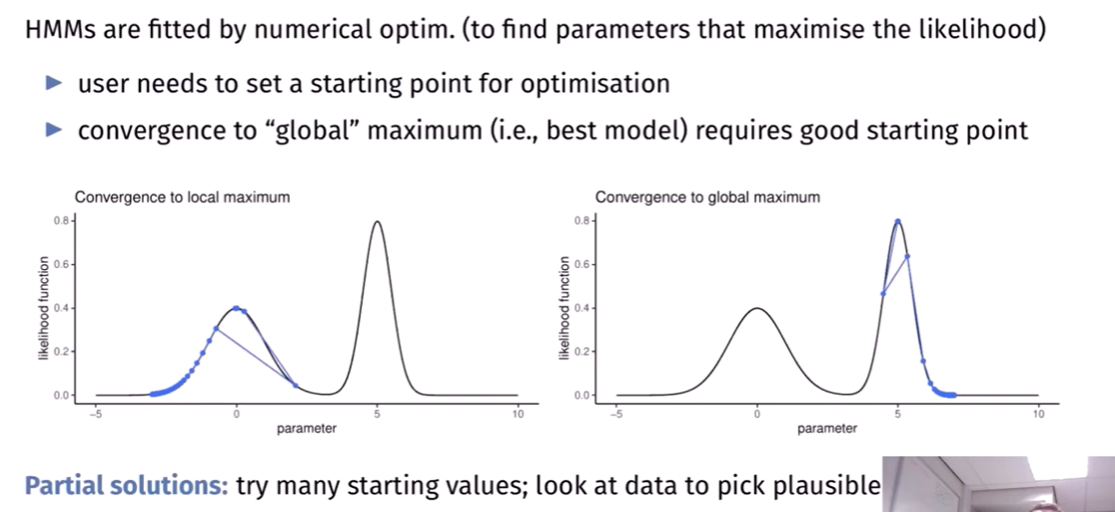 HMMs are fitted by numerical optim. (to find parameters that maximise the likelihood)
▶ user needs to set a starting point for optimisation
▶ convergence to “global” maximum (i.e., best model) requires good starting point
Convergence to local maximum
likelihood function
0.8
0.6
0.4
0.2
0.0
−5
0
5
10
parameter
Convergence to global maximum
likelihood function
0.8
0.6
0.4
0.2
0.0
−5
0
5
10
parameter
Partial solutions: try many starting values; look at data to pick plausible